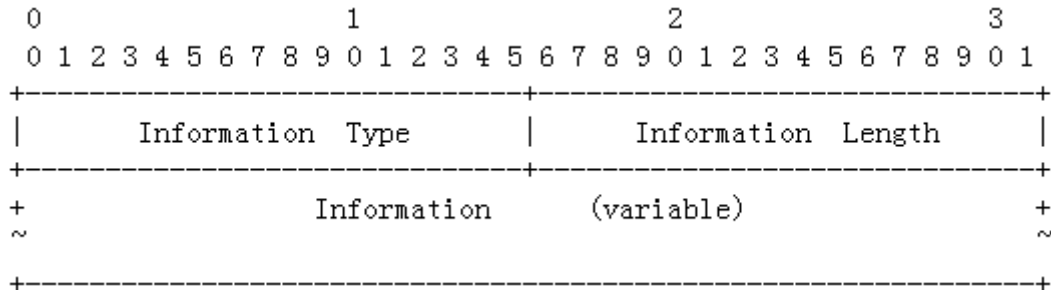 0 1 2 3
0 1 2 3 4 5 6 7 8 9 0 1 2 3 4 5 6 7 8 9 0 1 2 3 4 5 6 7 8 9 0 1
+-------------------------------+-------------------------------+
| Information Type | Information Length |
+-------------------------------+-------------------------------+
+ Information (variable) +
~ ~
+---------------------------------------------------------------+